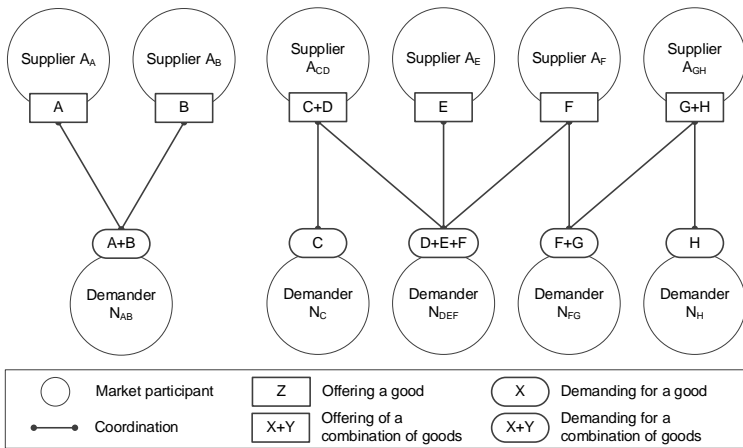 Supplier A_A
Supplier A_B
Supplier
A_CD
Supplier A_E
Supplier A_F
Supplier
A_GH
A
B
C+D
E
F
G+H
A+B
C
D+E+F
F+G
H
Demander
N_AB
Demander
N_C
Demander
N_DEF
Demander
N_FG
Demander
N_H
Market participant
Z
Offering a good
X
Demanding for a good
Coordination
X+Y
Offering of a
combination of goods
X+Y
Demanding for a
combination of goods